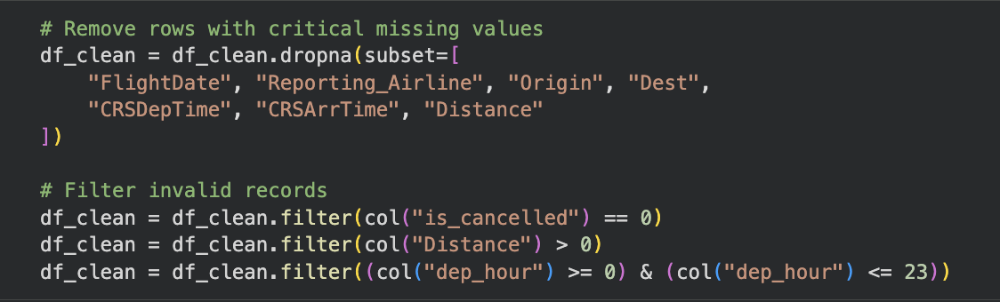 # Remove rows with critical missing values
df_clean = df_clean.dropna(subset=[
    "FlightDate", "Reporting_Airline", "Origin", "Dest",
    "CRSDepTime", "CRSArrTime", "Distance"
])
# Filter invalid records
df_clean = df_clean.filter(col("is_cancelled") == 0)
df_clean = df_clean.filter(col("Distance") > 0)
df_clean = df_clean.filter((col("dep_hour") >= 0) & (col("dep_hour") <= 23))